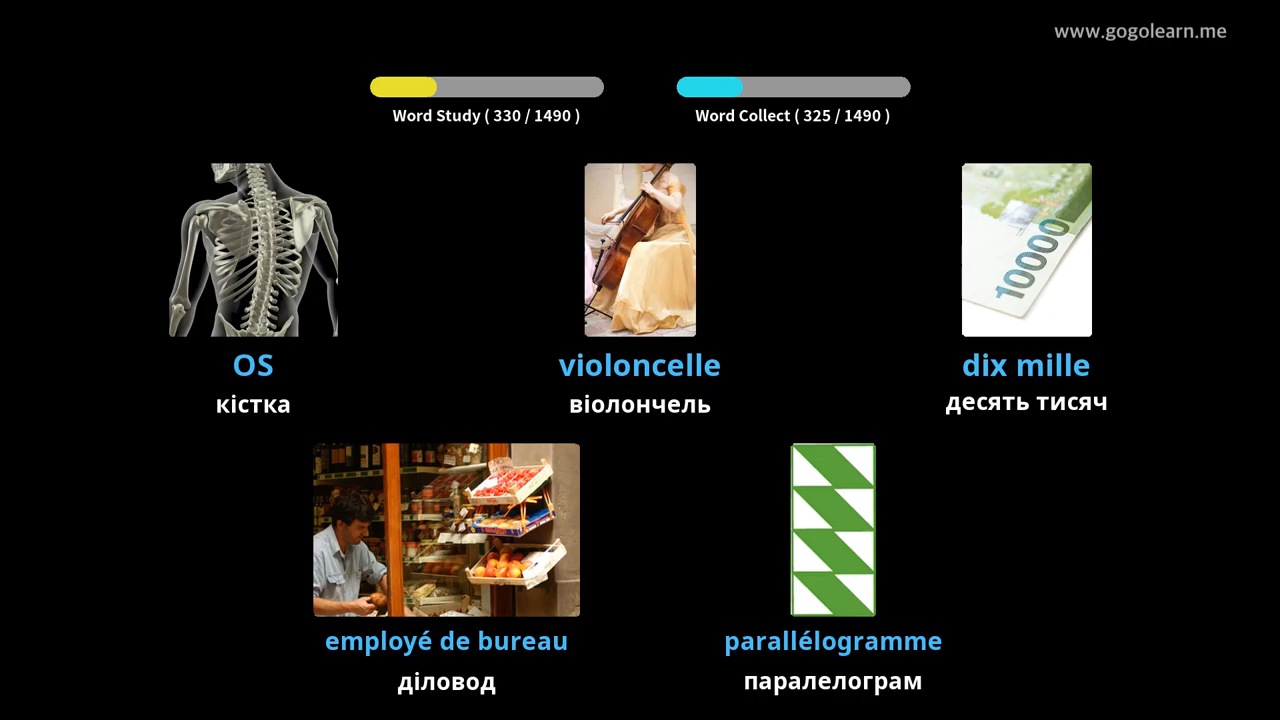 www.gogolearn.me
Word Study ( 330 / 1490 )
Word Collect ( 325 / 1490 )
10000
os
кістка
violoncelle
віолончель
dix mille
десять тисяч
employé de bureau
діловод
parallélogramme
паралелограм